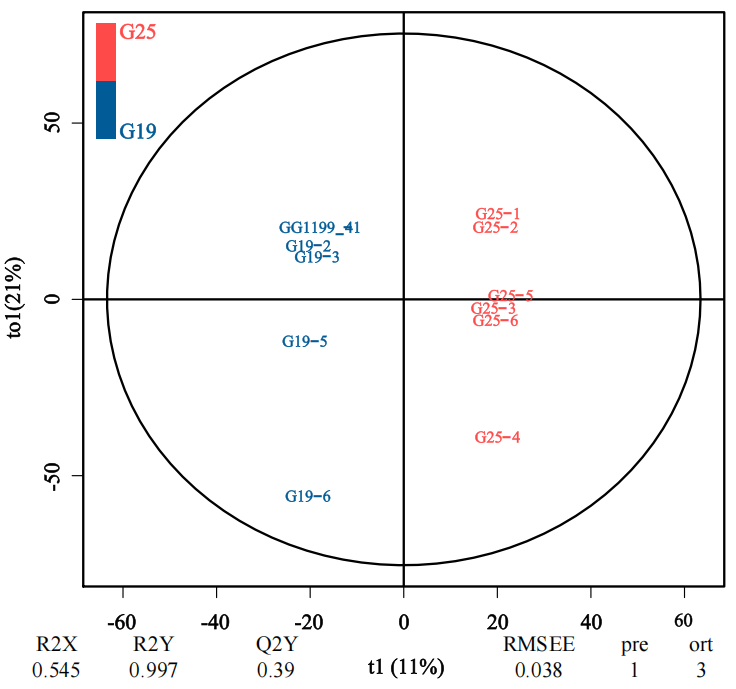 G25
G19
50
0
-50
to1(21%)
G25-1
G25-2
G19-2
G19-3
G25-5
G25-3
G25-6
G19-5
G25-4
G19-6
-60 -40 -20 0 20 40 60
t1 (11%)
R2X R2Y Q2Y RMSEE pre ort
0.545 0.997 0.39 0.038 1 3